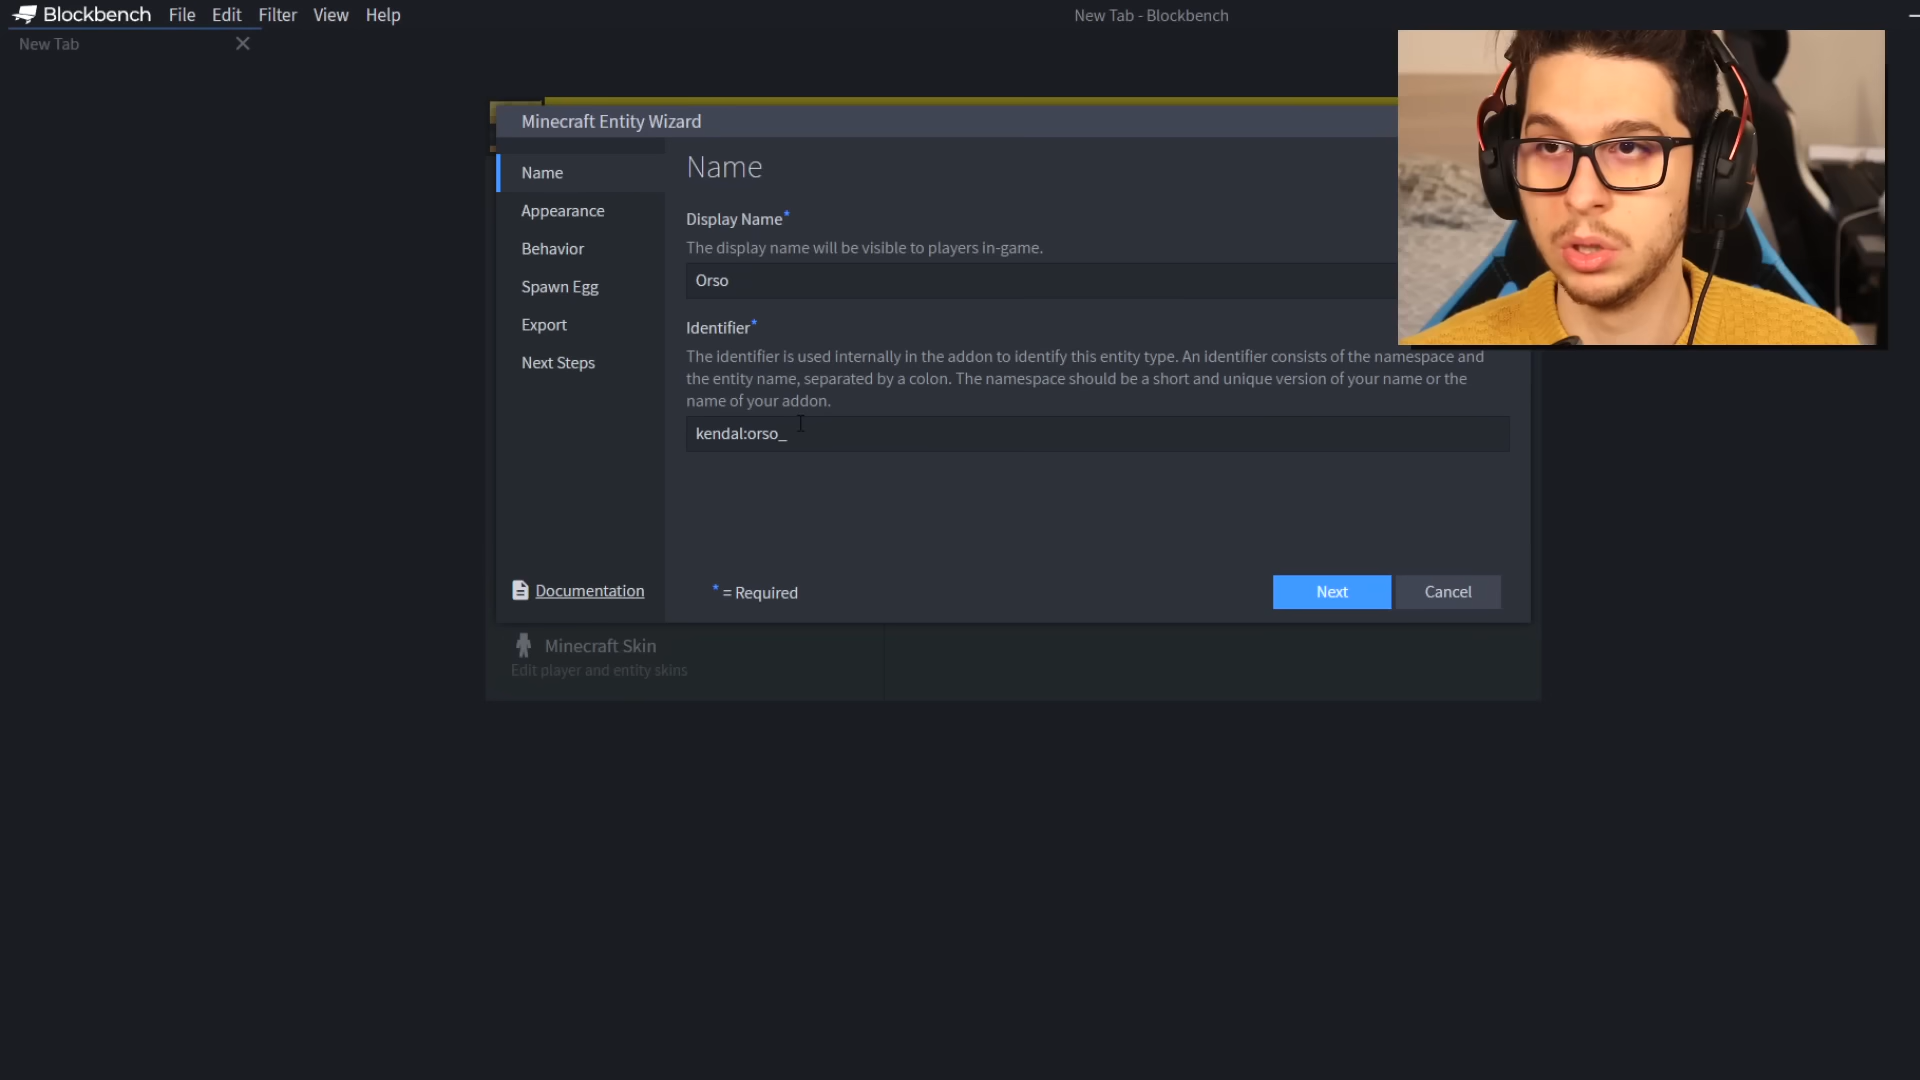 Blockbench File Edit Filter View Help
New Tab - Blockbench
New Tab
Minecraft Entity Wizard
Name
Appearance
Behavior
Spawn Egg
Export
Next Steps
Documentation
Name
Display Name*
The display name will be visible to players in-game.
Orso
Identifier*
The identifier is used internally in the addon to identify this entity type. An identifier consists of the namespace and
the entity name, separated by a colon. The namespace should be a short and unique version of your name or the
name of your addon.
kendal:orso_
* = Required
Next
Cancel
Minecraft Skin
Edit player and entity skins